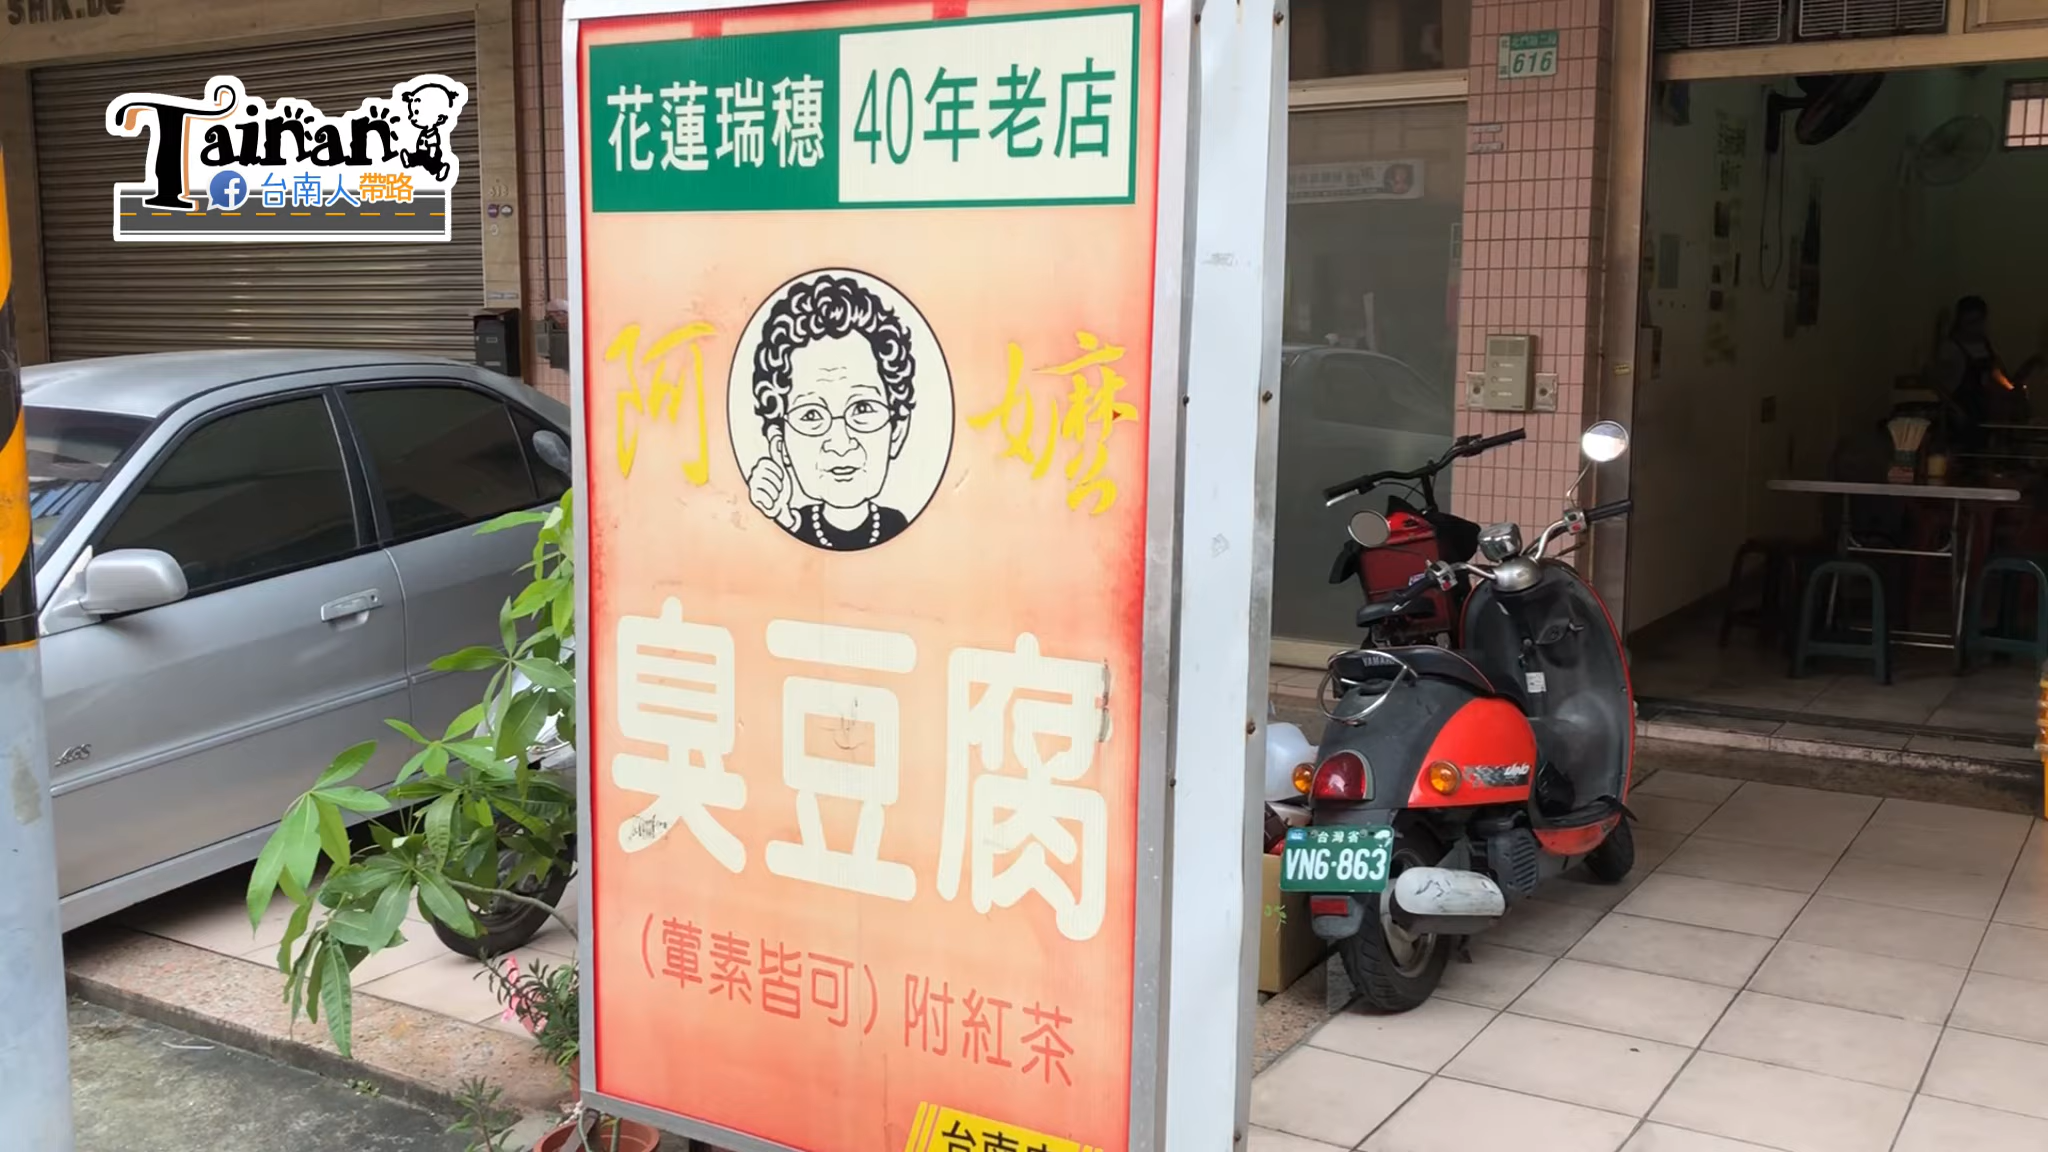 Tainan
台南人帶路
花蓮瑞穗 40年老店
阿嬤
臭豆腐
(葷素皆可) 附紅茶
616
YAMAHA
台灣省
VN6-863